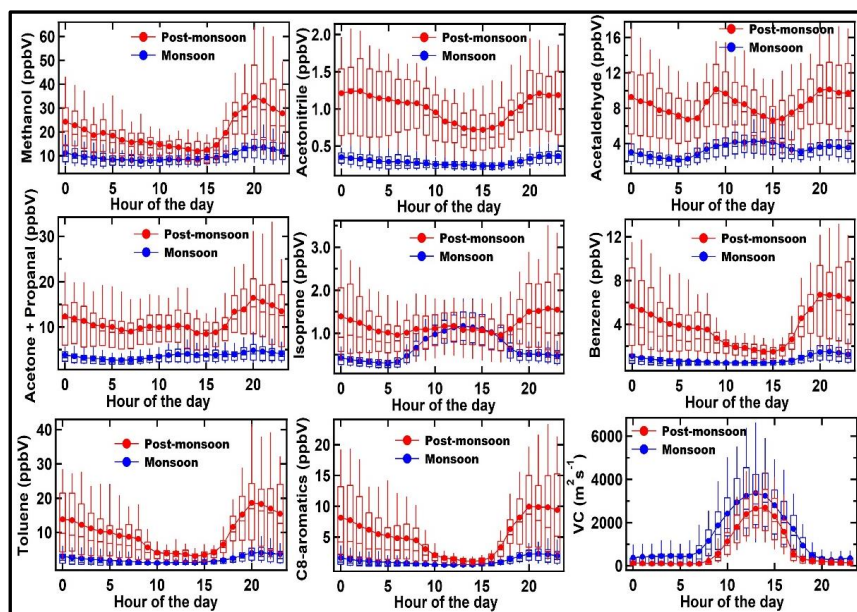 Methanol (ppbV)
60
50
40
30
20
10
Post-monsoon
Monsoon
0 5 10 15 20
Hour of the day
Acetonitrile (ppbV)
2.0
1.5
1.0
0.5
Post-monsoon
Monsoon
0 5 10 15 20
Hour of the day
Acetaldehyde (ppbV)
16
12
8
4
Post-monsoon
Monsoon
0 5 10 15 20
Hour of the day
Acetone + Propanal (ppbV)
30
20
10
Post-monsoon
Monsoon
0 5 10 15 20
Hour of the day
Isoprene (ppbV)
3.0
2.0
1.0
Post-monsoon
Monsoon
0 5 10 15 20
Hour of the day
Benzene (ppbV)
12
8
4
Post-monsoon
Monsoon
0 5 10 15 20
Hour of the day
Toluene (ppbV)
40
30
20
10
Post-monsoon
Monsoon
0 5 10 15 20
Hour of the day
C8-aromatics (ppbV)
20
15
10
5
Post-monsoon
Monsoon
0 5 10 15 20
Hour of the day
VC (m² s⁻¹)
6000
4000
2000
0
Post-monsoon
Monsoon
0 5 10 15 20
Hour of the day